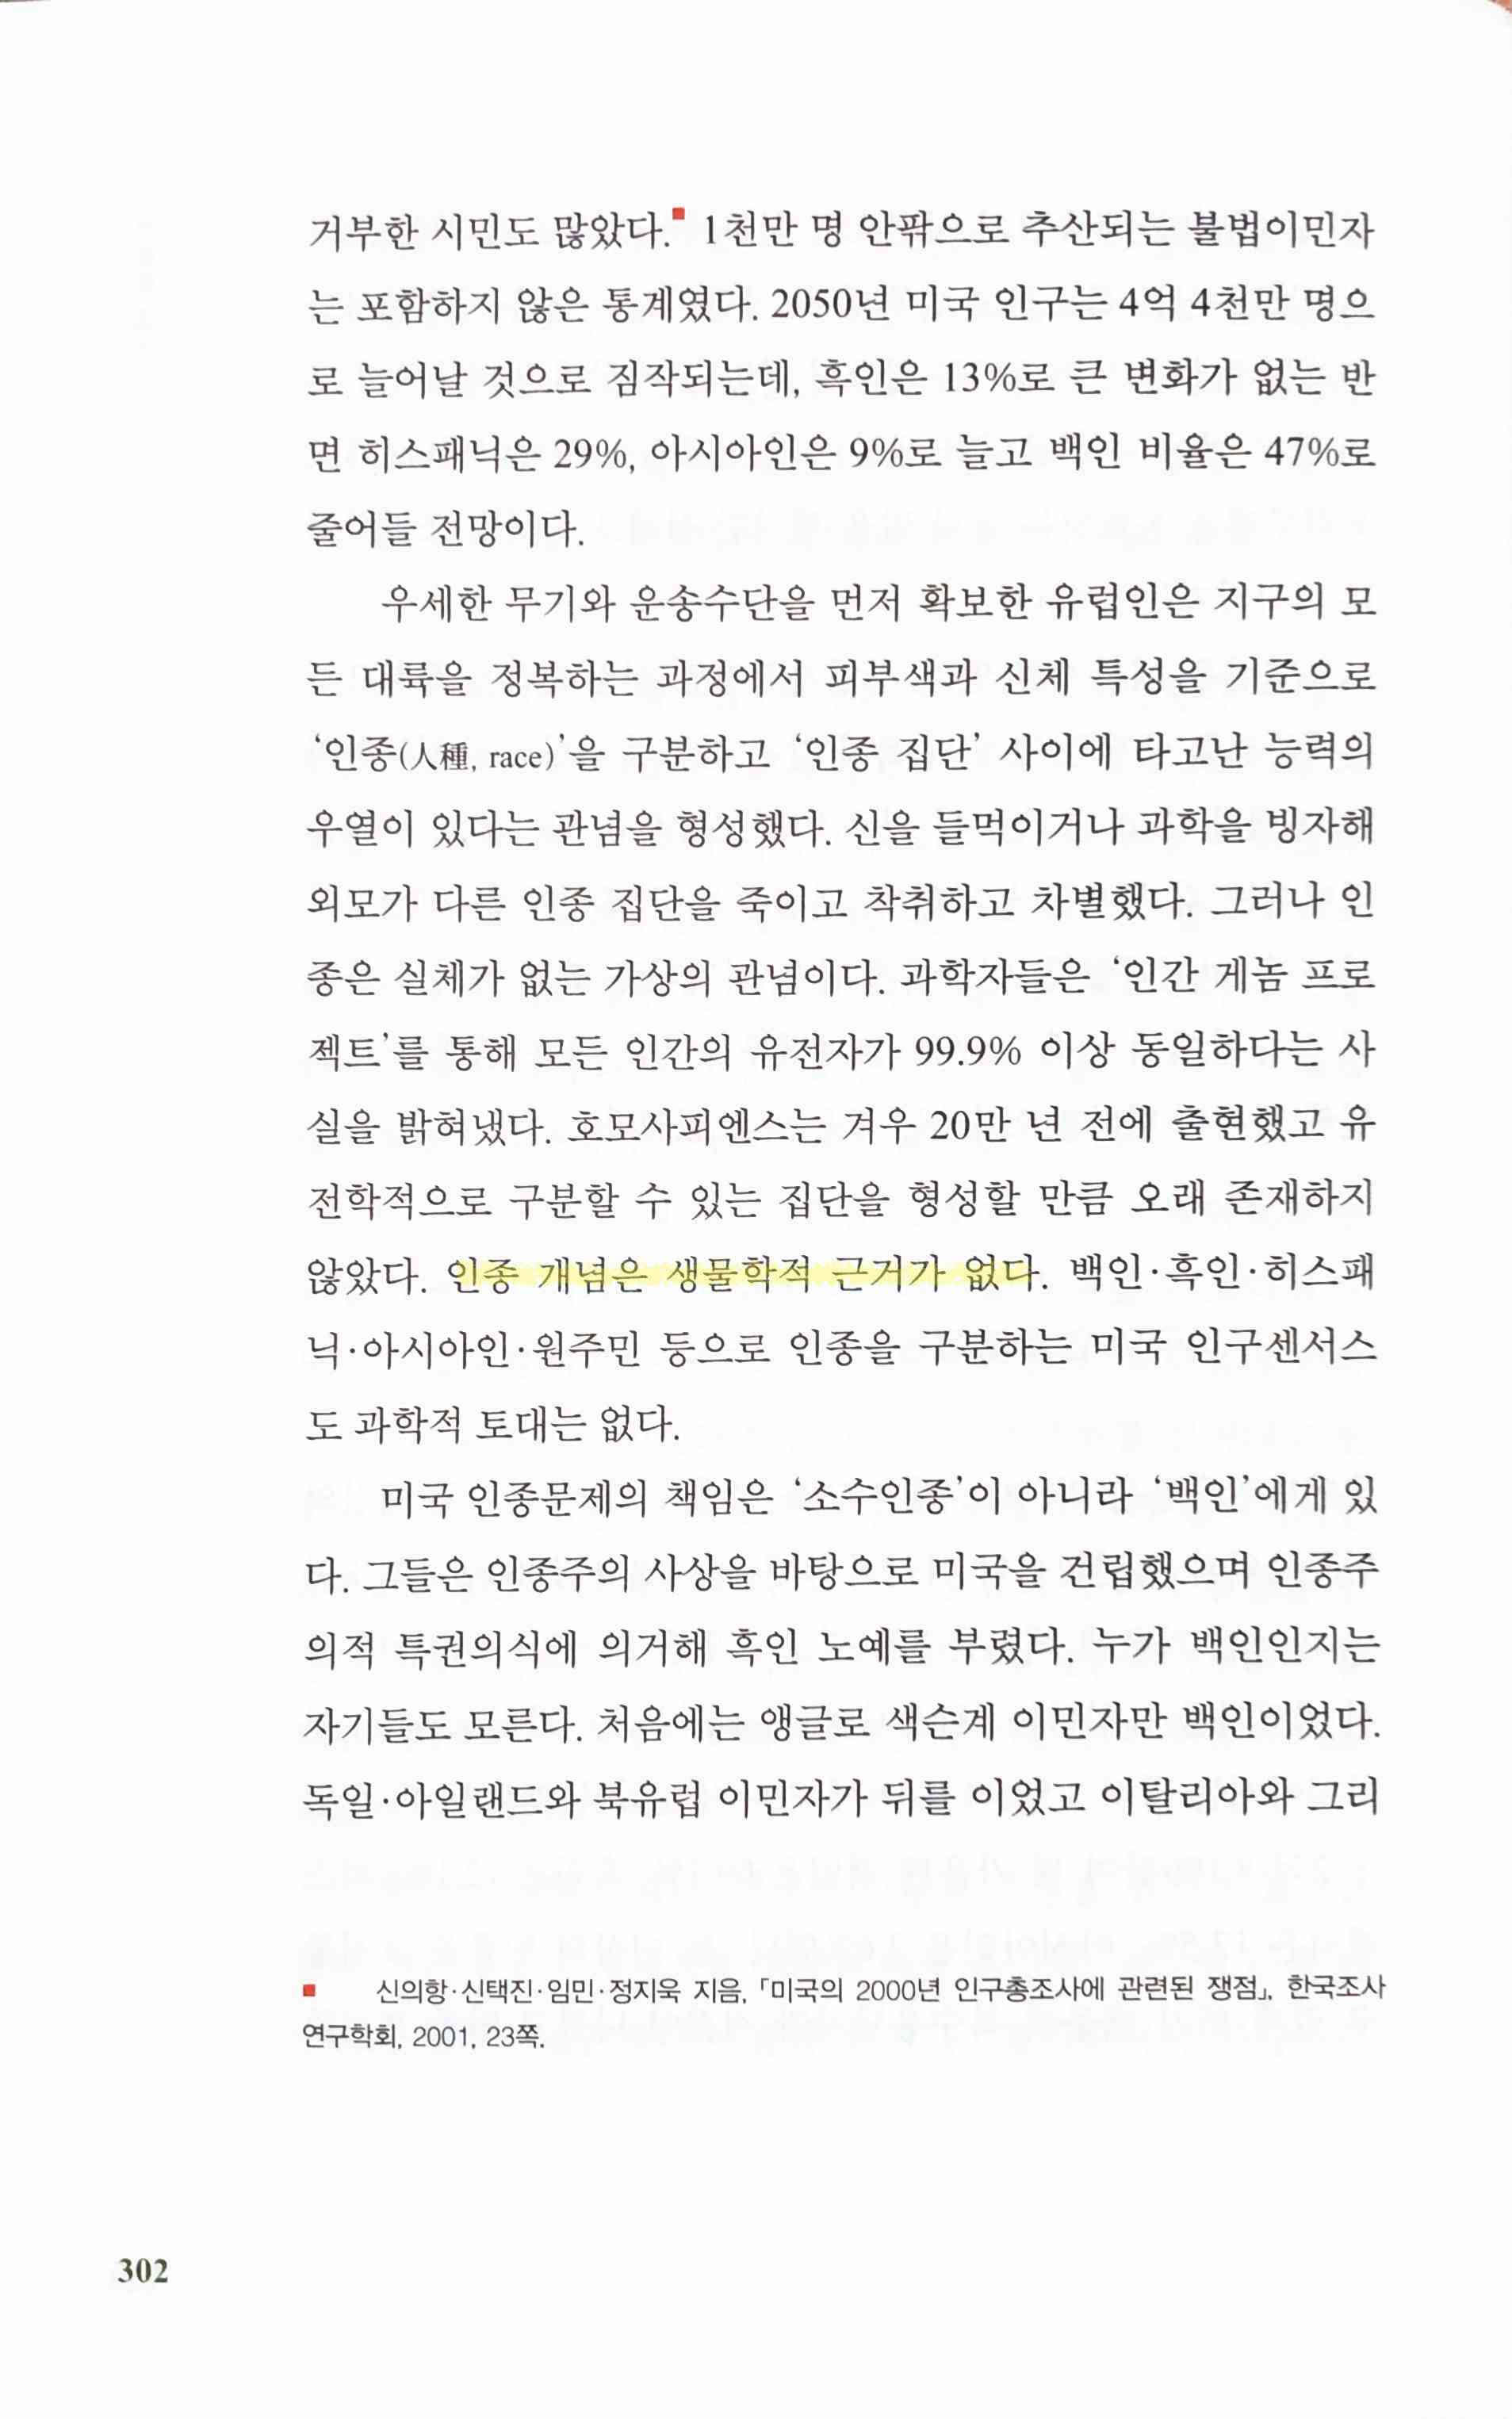 거부한 시민도 많았다.▪ 1천만 명 안팎으로 추산되는 불법이민자
는 포함하지 않은 통계였다. 2050년 미국 인구는 4억 4천만 명으
로 늘어날 것으로 짐작되는데, 흑인은 13%로 큰 변화가 없는 반
면 히스패닉은 29%, 아시아인은 9%로 늘고 백인 비율은 47%로
줄어들 전망이다.
우세한 무기와 운송수단을 먼저 확보한 유럽인은 지구의 모
든 대륙을 정복하는 과정에서 피부색과 신체 특성을 기준으로
‘인종(人種, race)’을 구분하고 ‘인종 집단’ 사이에 타고난 능력의
우열이 있다는 관념을 형성했다. 신을 들먹이거나 과학을 빙자해
외모가 다른 인종 집단을 죽이고 착취하고 차별했다. 그러나 인
종은 실체가 없는 가상의 관념이다. 과학자들은 ‘인간 게놈 프로
젝트’를 통해 모든 인간의 유전자가 99.9% 이상 동일하다는 사
실을 밝혀냈다. 호모사피엔스는 겨우 20만 년 전에 출현했고 유
전학적으로 구분할 수 있는 집단을 형성할 만큼 오래 존재하지
않았다. 인종 개념은 생물학적 근거가 없다. 백인·흑인·히스패
닉·아시아인·원주민 등으로 인종을 구분하는 미국 인구센서스
도 과학적 토대는 없다.
미국 인종문제의 책임은 ‘소수인종’이 아니라 ‘백인’에게 있
다. 그들은 인종주의 사상을 바탕으로 미국을 건립했으며 인종주
의적 특권의식에 의거해 흑인 노예를 부렸다. 누가 백인인지는
자기들도 모른다. 처음에는 앵글로 색슨계 이민자만 백인이었다.
독일·아일랜드와 북유럽 이민자가 뒤를 이었고 이탈리아와 그리
▪ 신의항·신택진·임민·정지욱 지음, 「미국의 2000년 인구총조사에 관련된 쟁점」, 한국조사
연구학회, 2001, 23쪽.
302